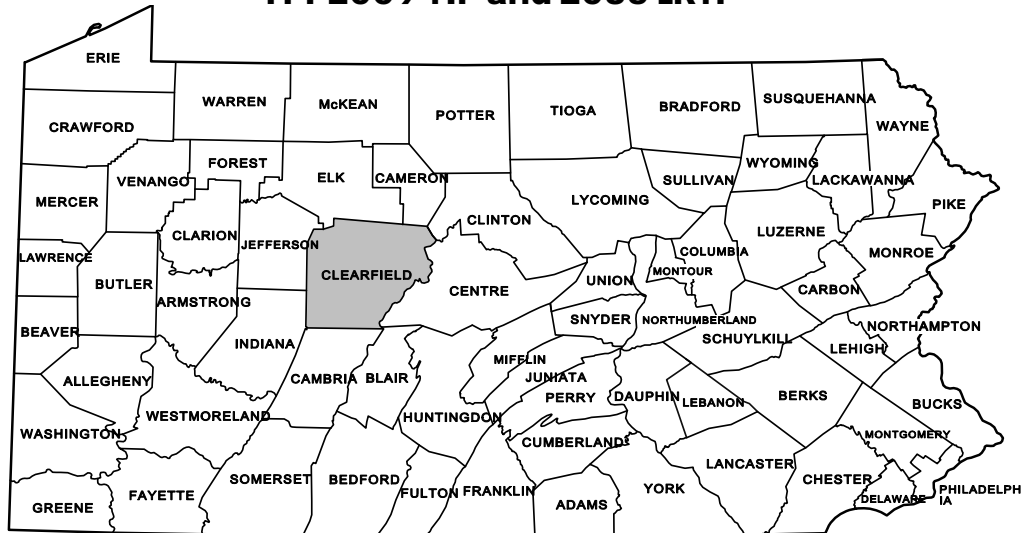 and
ERIE
WARREN
McKEAN
POTTER
TIOGA
BRADFORD
SUSQUEHANNA
WAYNE
CRAWFORD
FOREST
VENANGO
ELK
CAMERON
SULLIVAN
WYOMING
LACKAWANNA
MERCER
LYCOMING
PIKE
CLINTON
CLARION
JEFFERSON
LUZERNE
COLUMBIA
MONROE
LAWRENCE
CLEARFIELD
MONTOUR
UNION
BUTLER
CENTRE
CARBON
ARMSTRONG
SNYDER
NORTHUMBERLAND
NORTHAMPTON
BEAVER
SCHUYLKILL
INDIANA
LEHIGH
MIFFLIN
ALLEGHENY
CAMBRIA
BLAIR
JUNIATA
PERRY
DAUPHIN
LEBANON
BERKS
BUCKS
WESTMORELAND
HUNTINGDON
WASHINGTON
CUMBERLAND
MONTGOMERY
LANCASTER
SOMERSET
BEDFORD
CHESTER
FULTON
FRANKLIN
YORK
FAYETTE
DELAWARE
PHILADELPH
IA
GREENE
ADAMS